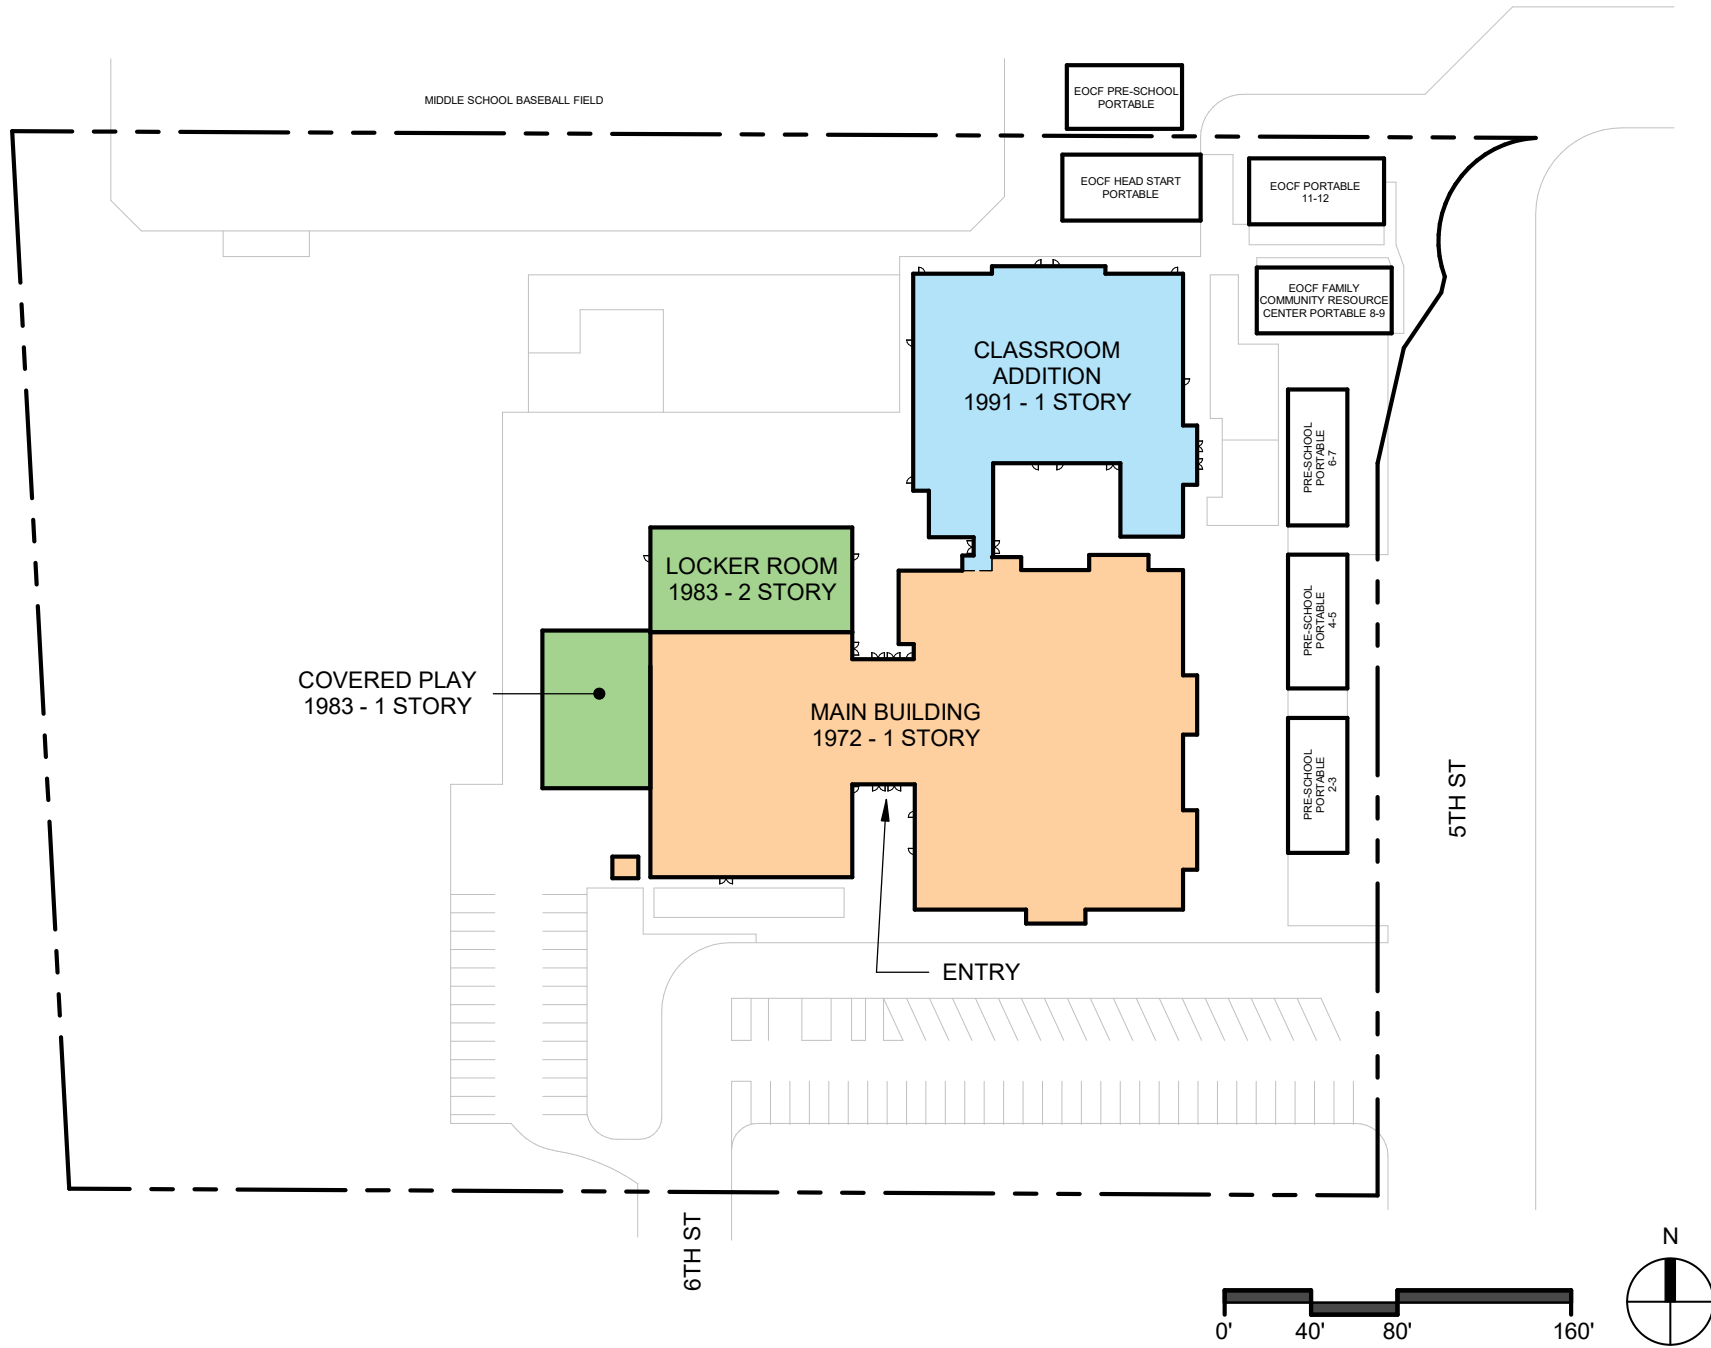 MIDDLE SCHOOL BASEBALL FIELD
EOCF PRE-SCHOOL
PORTABLE
EOCF HEAD START
PORTABLE
EOCF PORTABLE
11-12
EOCF FAMILY
COMMUNITY RESOURCE
CENTER PORTABLE 8-9
CLASSROOM
ADDITION
1991 - 1 STORY
PRE-SCHOOL
PORTABLE
6-7
LOCKER ROOM
1983 - 2 STORY
PRE-SCHOOL
PORTABLE
4-5
COVERED PLAY
1983 - 1 STORY
MAIN BUILDING
1972 - 1 STORY
PRE-SCHOOL
PORTABLE
2-3
5TH ST
ENTRY
6TH ST
N
0' 40' 80' 160'